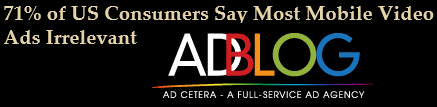 71% of US Consumers Say Most Mobile Video
Ads Irrelevant
ADBLOG
AD CETERA - A FULL-SERVICE AD AGENCY